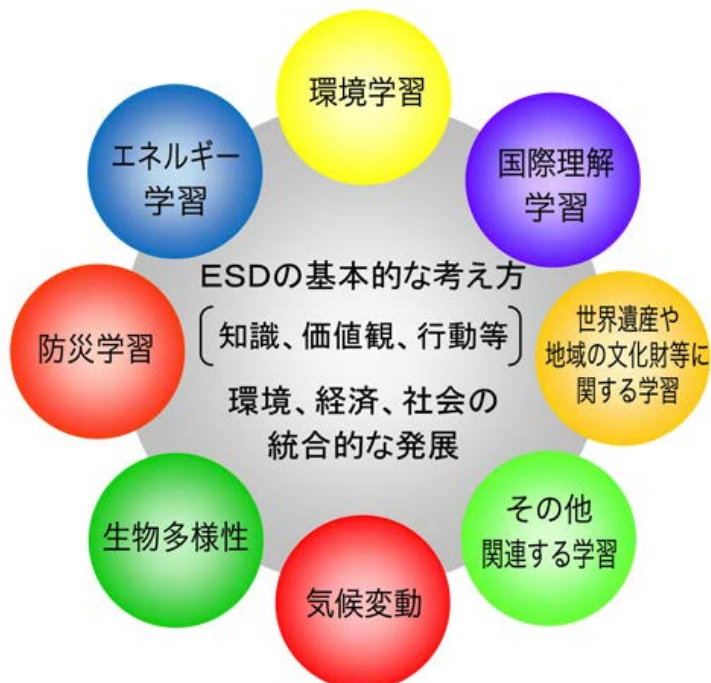 環境学習
エネルギー
学習
国際理解
学習
ESDの基本的な考え方
[知識、価値観、行動等]
環境、経済、社会の
統合的な発展
防災学習
世界遺産や
地域の文化財等に
関する学習
生物多様性
その他
関連する学習
気候変動